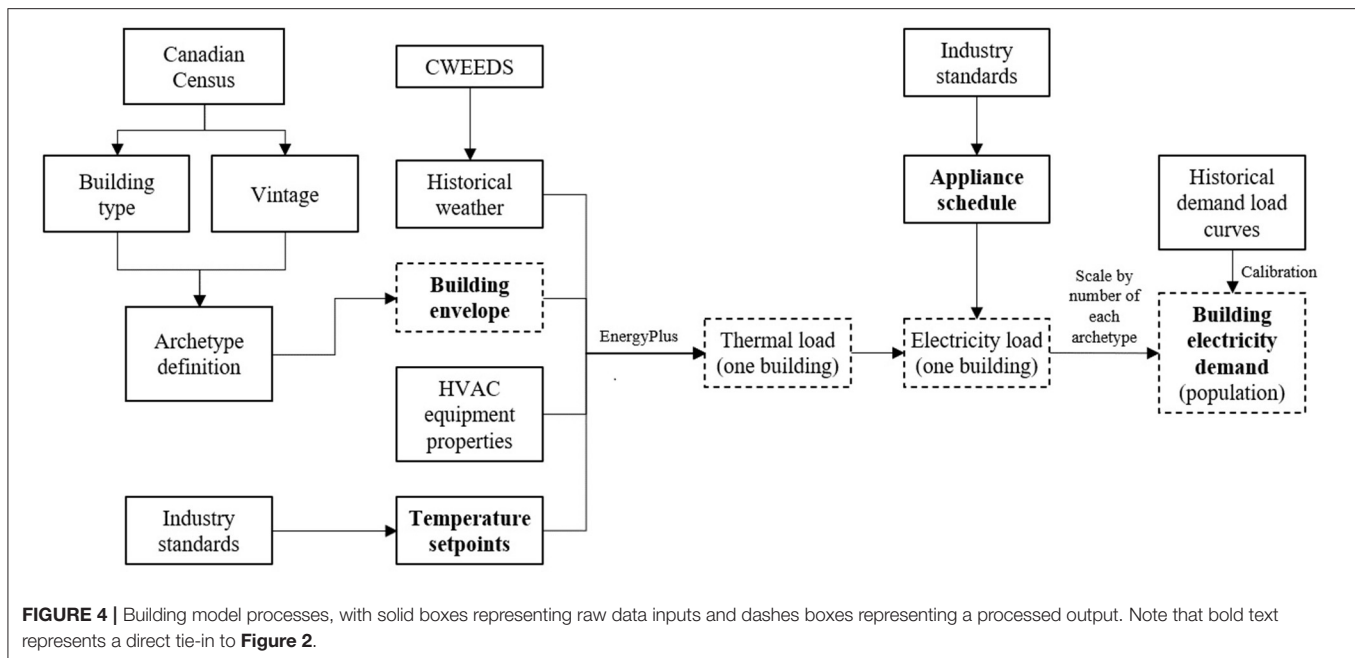 Canadian
Census
CWEEDS
Industry
standards
Building
type
Vintage
Historical
weather
Appliance
schedule
Historical
demand load
curves
Building
envelope
Scale by
number of
each
archetype
Calibration
Archetype
definition
EnergyPlus
Thermal load
(one building)
Electricity load
(one building)
Building
electricity
demand
(population)
HVAC
equipment
properties
Industry
standards
Temperature
setpoints
FIGURE 4 | Building model processes, with solid boxes representing raw data inputs and dashes boxes representing a processed output. Note that bold text
represents a direct tie-in to Figure 2.